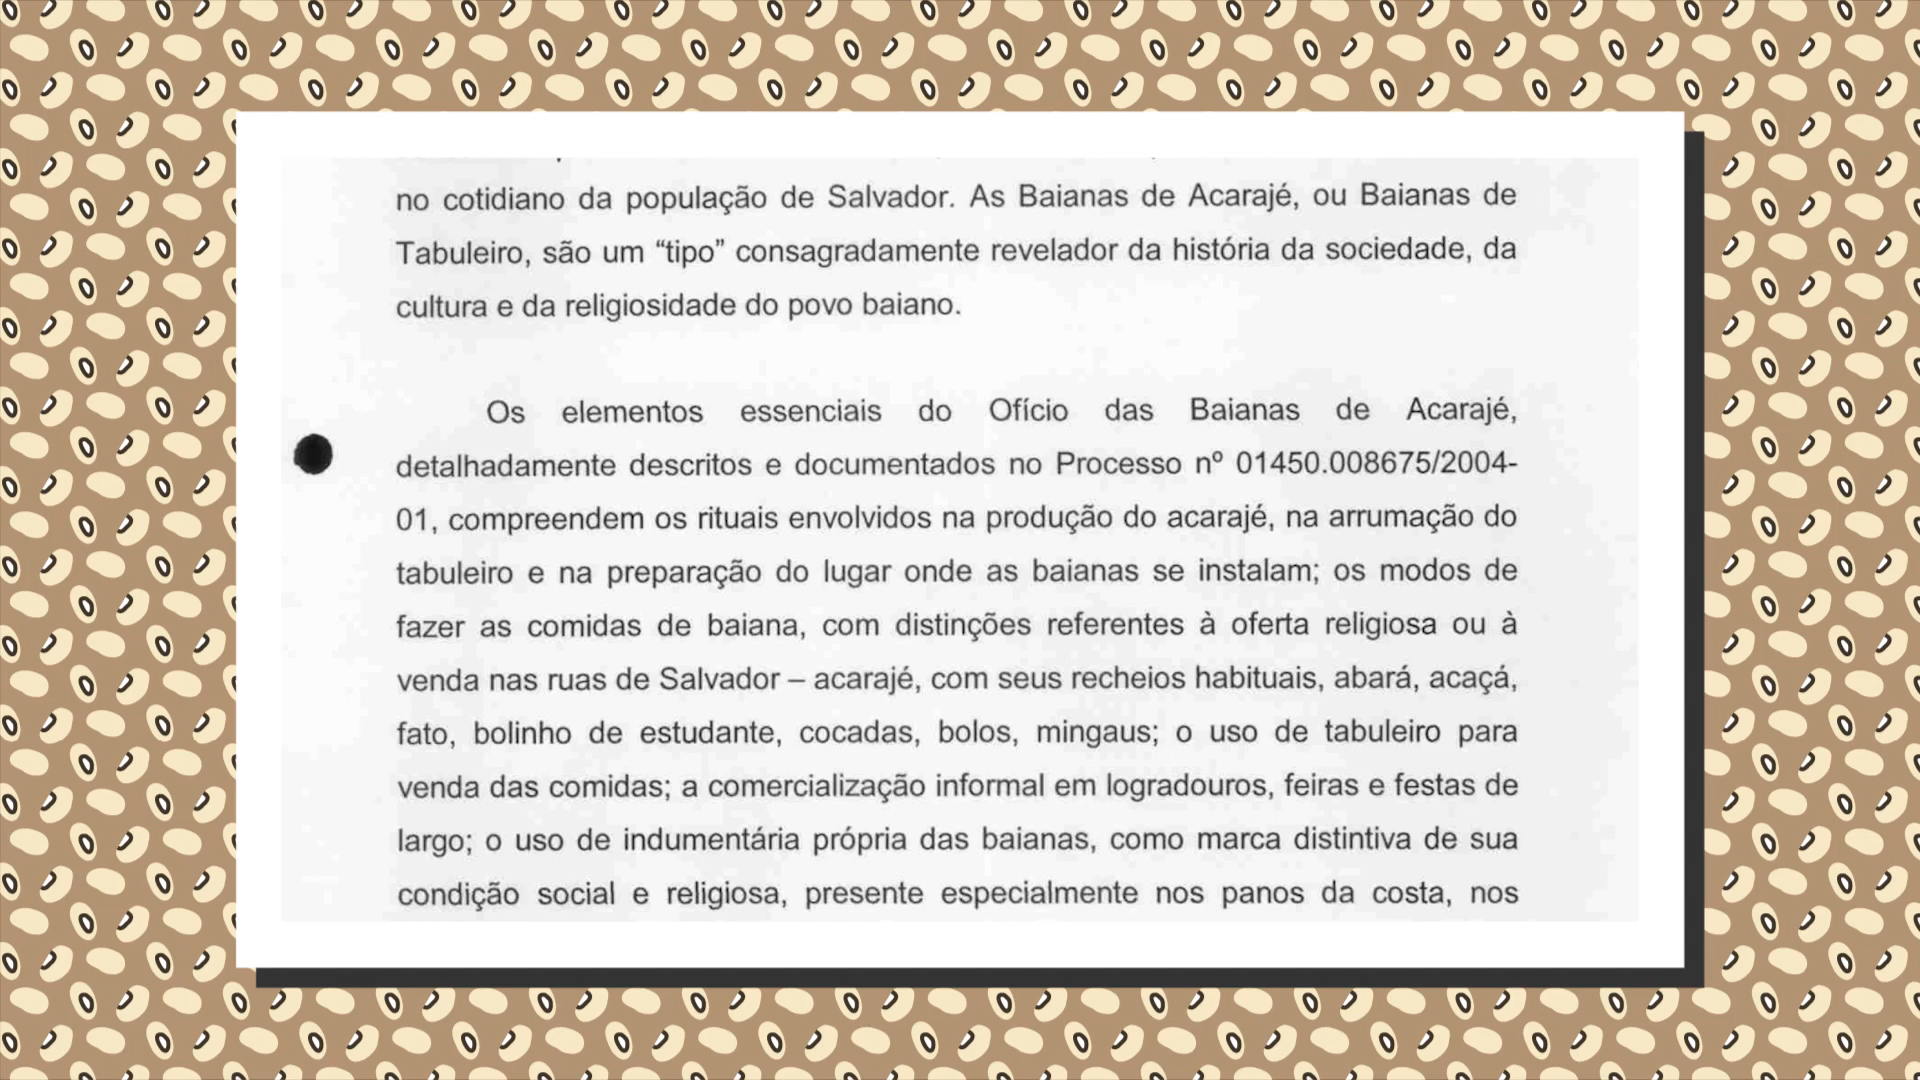 no cotidiano da população de Salvador. As Baianas de Acarajé, ou Baianas de
Tabuleiro, são um “tipo” consagradamente revelador da história da sociedade, da
cultura e da religiosidade do povo baiano.
Os elementos essenciais do Ofício das Baianas de Acarajé,
detalhadamente descritos e documentados no Processo nº 01450.008675/2004-
01, compreendem os rituais envolvidos na produção do acarajé, na arrumação do
tabuleiro e na preparação do lugar onde as baianas se instalam; os modos de
fazer as comidas de baiana, com distinções referentes à oferta religiosa ou à
venda nas ruas de Salvador – acarajé, com seus recheios habituais, abará, acaçá,
fato, bolinho de estudante, cocadas, bolos, mingaus; o uso de tabuleiro para
venda das comidas; a comercialização informal em logradouros, feiras e festas de
largo; o uso de indumentária própria das baianas, como marca distintiva de sua
condição social e religiosa, presente especialmente nos panos da costa, nos